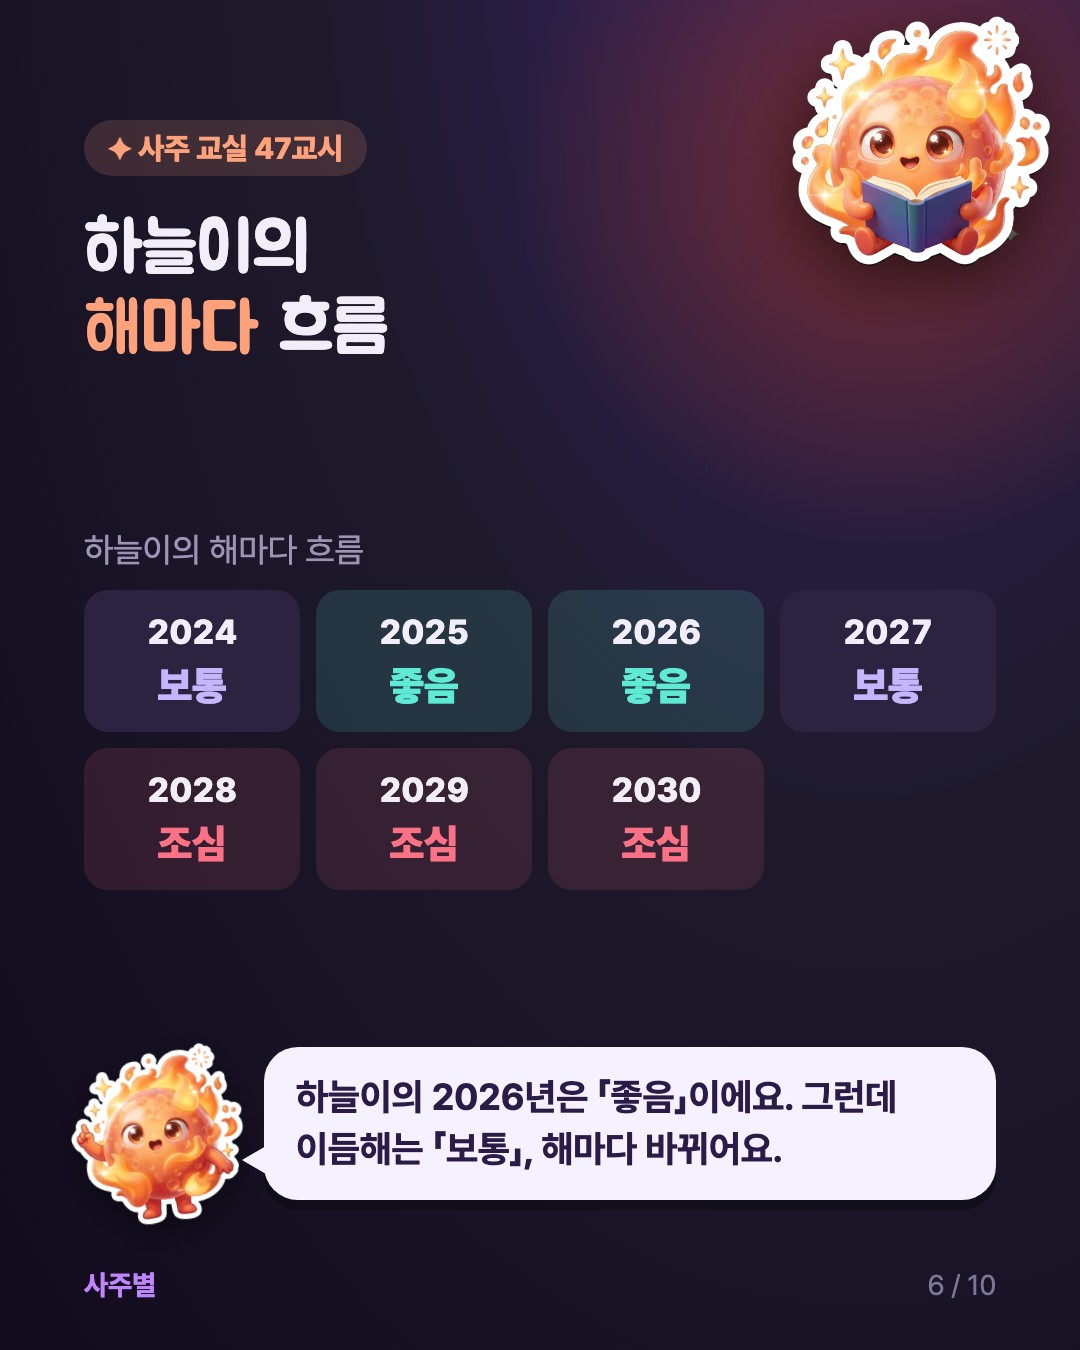 사주 교실 47교시
하늘이의
해마다 흐름
하늘이의 해마다 흐름
2024
보통
2025
좋음
2026
좋음
2027
보통
2028
조심
2029
조심
2030
조심
하늘이의 2026년은 「좋음」이에요. 그런데
이듬해는 「보통」, 해마다 바뀌어요.
사주별
6 / 10